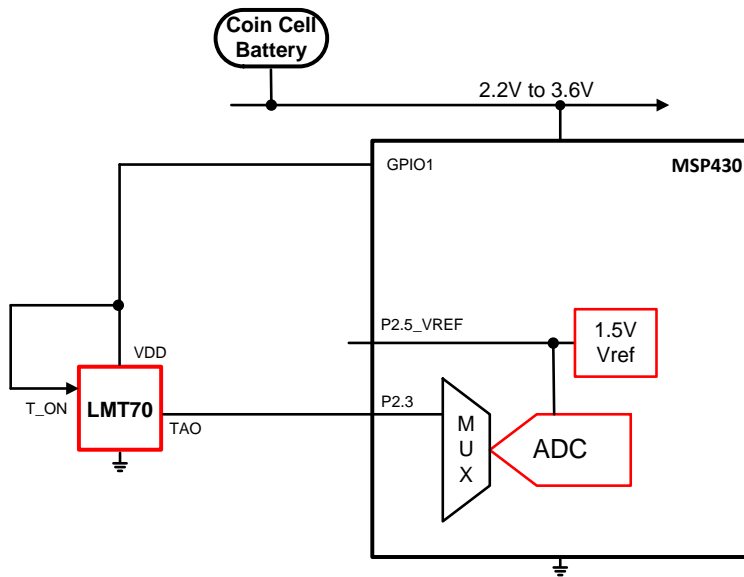 Coin Cell
Battery
2.2V to 3.6V
GPIO1
MSP430
P2.5_VREF
1.5V
Vref
VDD
T_ON
LMT70
TAO
P2.3
M
U
X
ADC